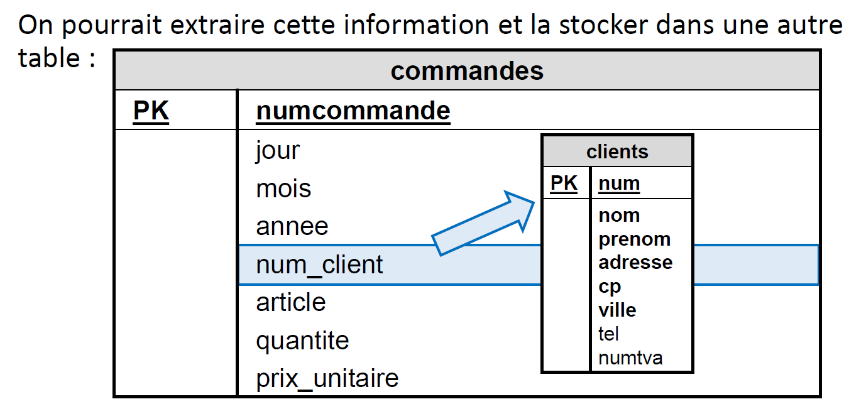 On pourrait extraire cette information et la stocker dans une autre
table :
commandes
PK numcommande
jour
mois
annee
num_client
article
quantite
prix_unitaire
clients
PK num
nom
prenom
adresse
cp
ville
tel
numtva